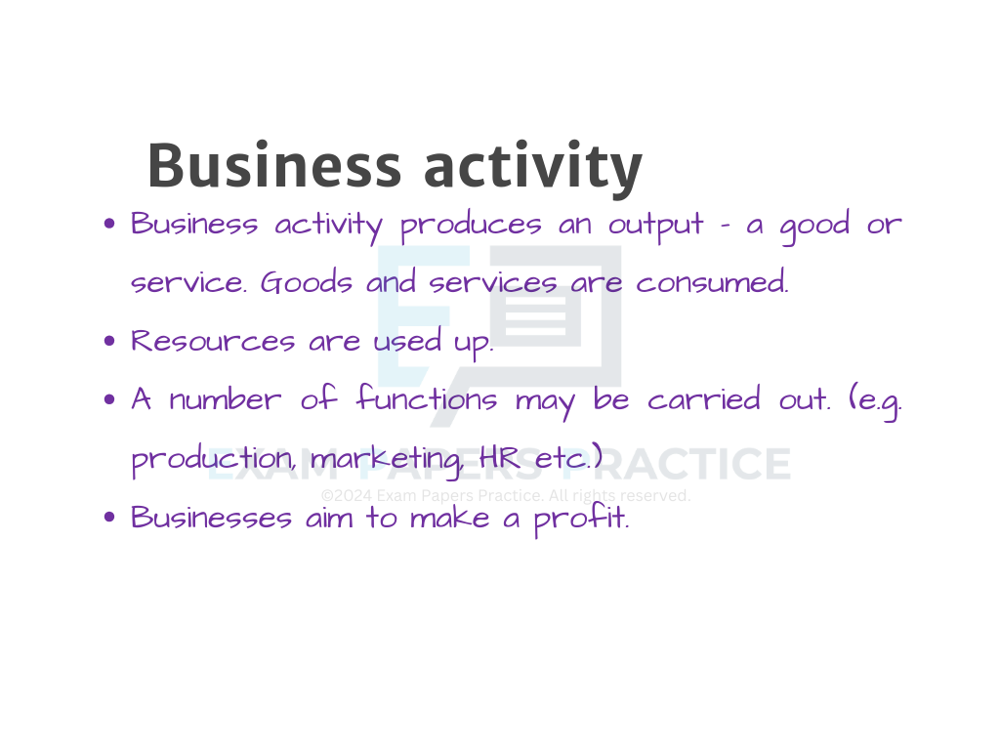 Business activity
• Business activity produces an output - a good or
service. Goods and services are consumed.
• Resources are used up.
• A number of functions may be carried out. (e.g.
production, marketing, HR etc.)
EXAM PAPERS PRACTICE
©2024 Exam Papers Practice. All rights reserved.
• Businesses aim to make a profit.